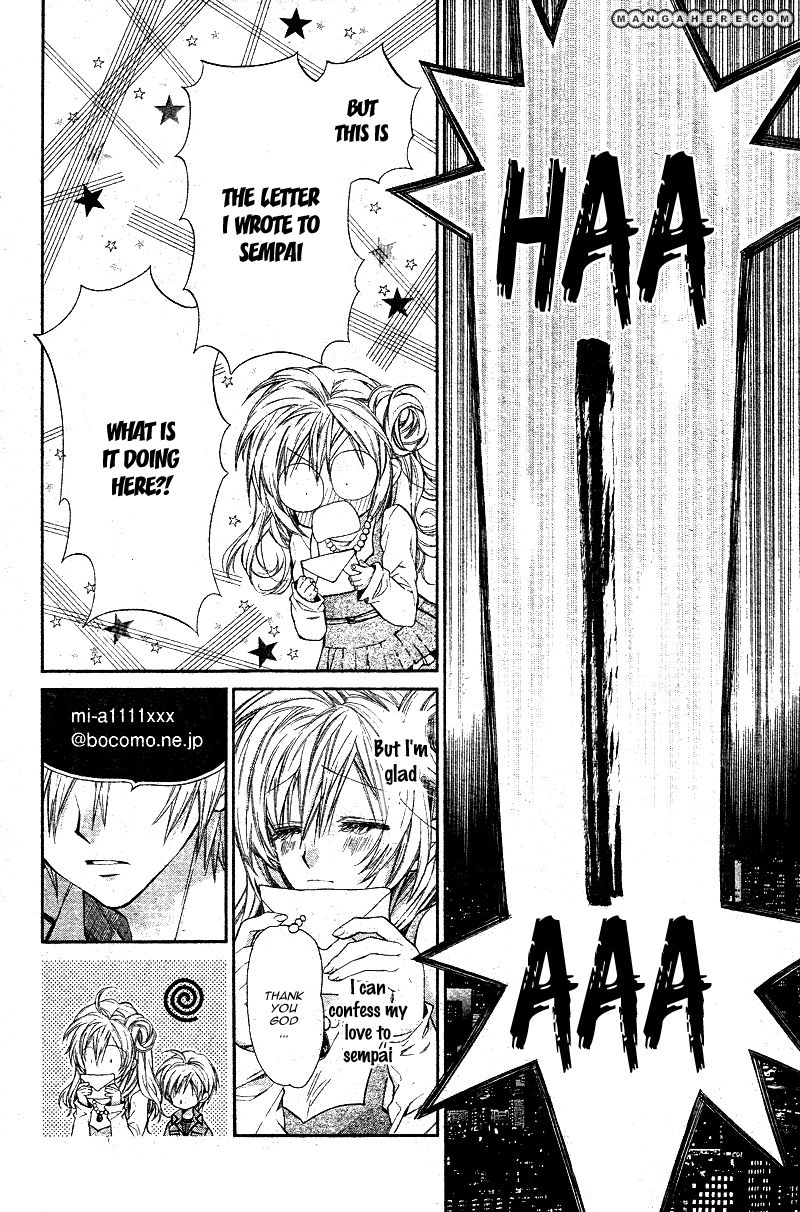 MANGAHERE.COM
HAA
AAA
BUT
THIS IS
THE LETTER
I WROTE TO
SEMPAI
WHAT IS
IT DOING
HERE?!
But I'm
glad
I can
confess my
love to
sempai
THANK
YOU
GOD
...
mi-a1111xxx
@bocomo.ne.jp